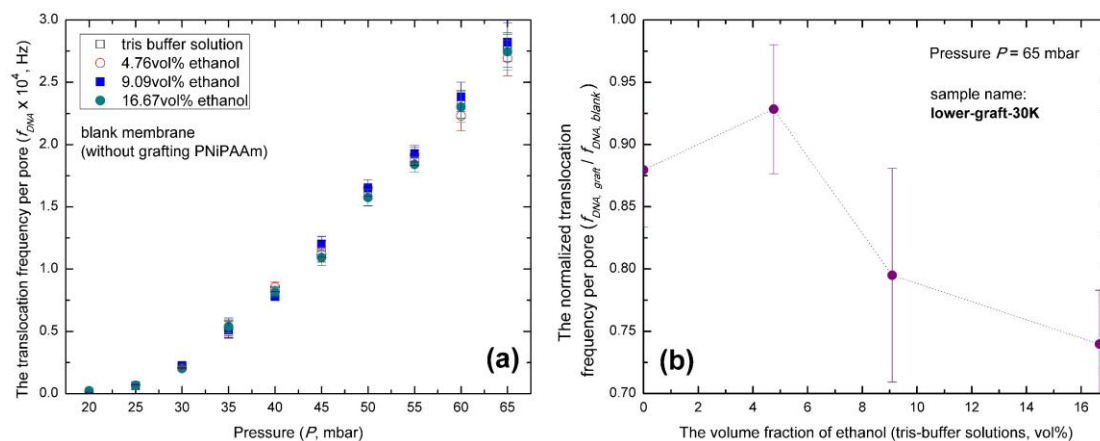 The translocation frequency per pore (f_DNA x 10^4, Hz)
3.0
2.5
2.0
1.5
1.0
0.5
0.0
tris buffer solution
4.76vol% ethanol
9.09vol% ethanol
16.67vol% ethanol
blank membrane
(without grafting PNiPAAm)
(a)
20 25 30 35 40 45 50 55 60 65
Pressure (P, mbar)
The normalized translocation
frequency per pore (f_DNA, graft / f_DNA, blank)
1.00
0.95
0.90
0.85
0.80
0.75
0.70
Pressure P = 65 mbar
sample name:
lower-graft-30K
(b)
0 2 4 6 8 10 12 14 16
The volume fraction of ethanol (tris-buffer solutions, vol%)